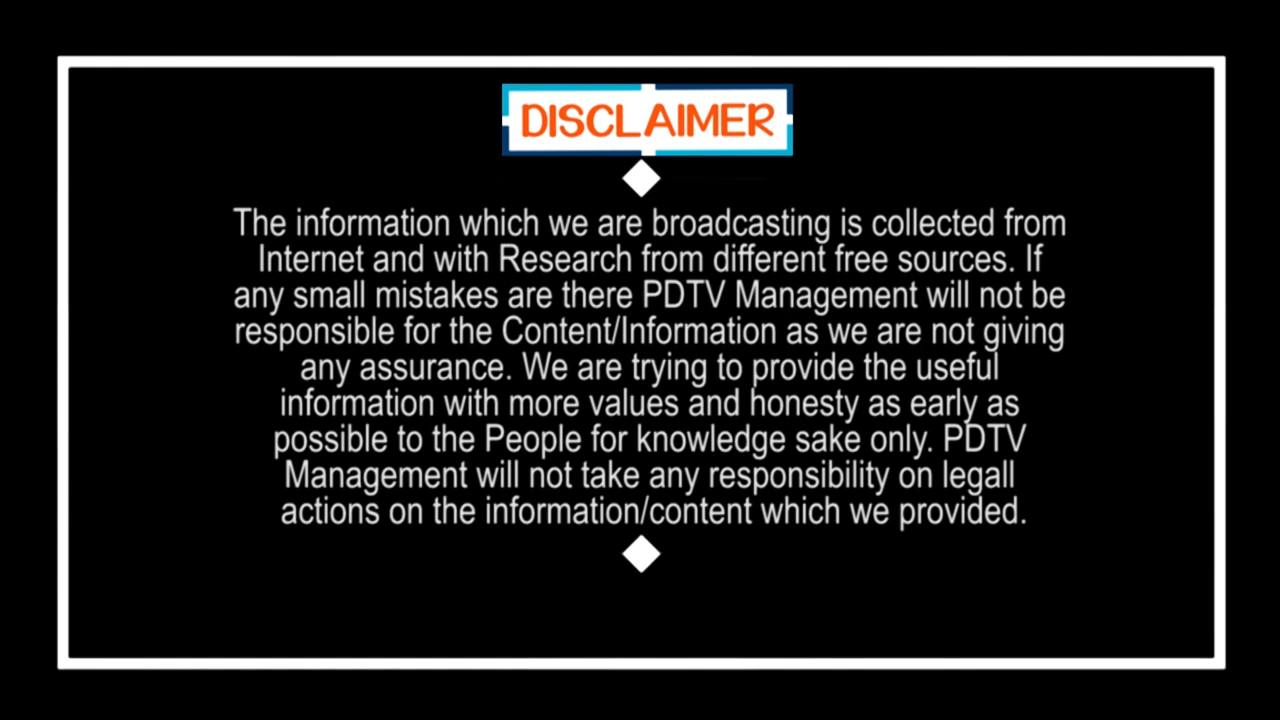 DISCLAIMER
The information which we are broadcasting is collected from
Internet and with Research from different free sources. If
any small mistakes are there PDTV Management will not be
responsible for the Content/Information as we are not giving
any assurance. We are trying to provide the useful
information with more values and honesty as early as
possible to the People for knowledge sake only. PDTV
Management will not take any responsibility on legall
actions on the information/content which we provided.